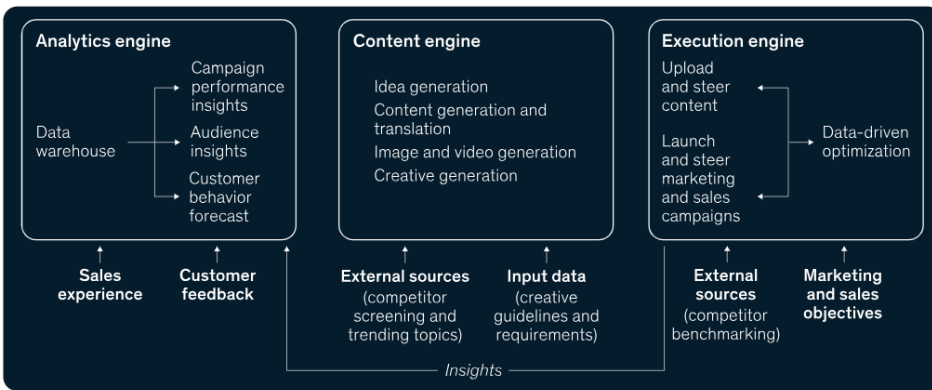 Analytics engine
Data
warehouse
Campaign
performance
insights
Audience
insights
Customer
behavior
forecast
Content engine
Idea generation
Content generation and
translation
Image and video generation
Creative generation
Execution engine
Upload
and steer
content
Launch
and steer
marketing
and sales
campaigns
Data-driven
optimization
Sales
experience
Customer
feedback
External sources
(competitor
screening and
trending topics)
Input data
(creative
guidelines and
requirements)
External
sources
(competitor
benchmarking)
Marketing
and sales
objectives
Insights